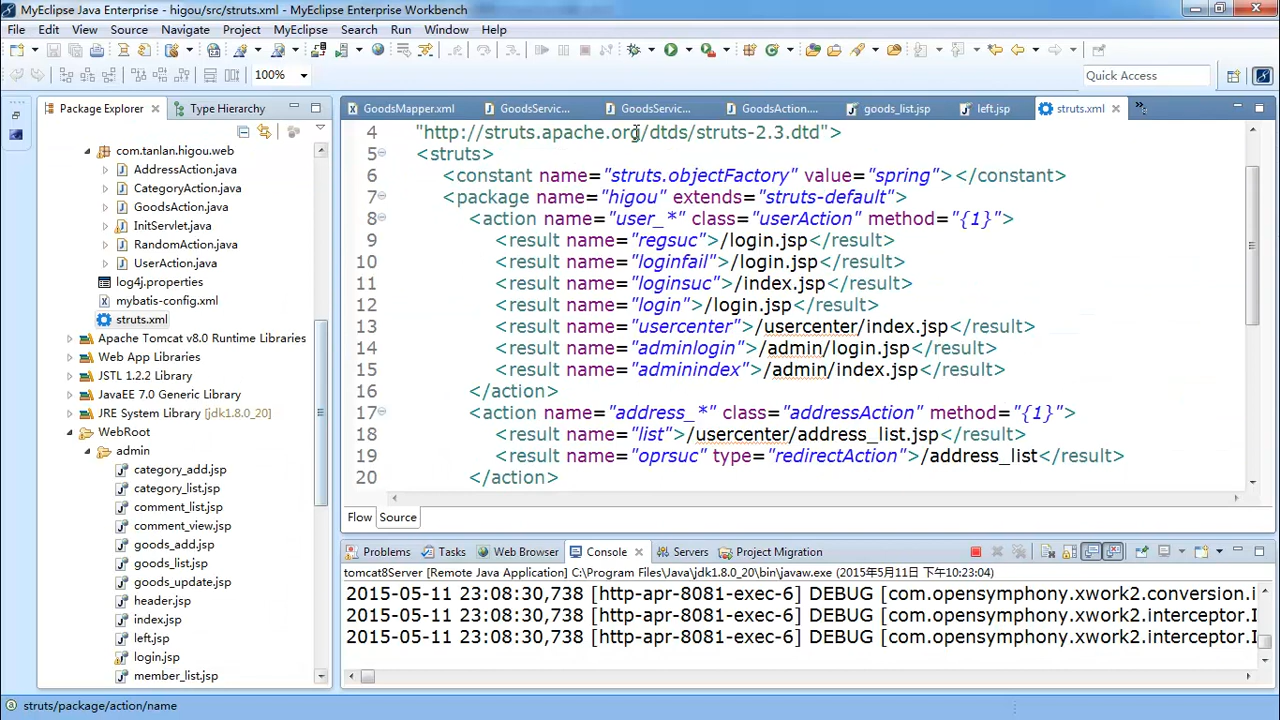 MyEclipse Java Enterprise - higou/src/struts.xml - MyEclipse Enterprise Workbench
File Edit View Source Navigate Project MyEclipse Search Run Window Help
100%
Quick Access
Package Explorer
Type Hierarchy
com.tanlan.higou.web
AddressAction.java
CategoryAction.java
GoodsAction.java
InitServlet.java
RandomAction.java
UserAction.java
log4j.properties
mybatis-config.xml
struts.xml
Apache Tomcat v8.0 Runtime Libraries
Web App Libraries
JSTL 1.2.2 Library
JavaEE 7.0 Generic Library
JRE System Library [jdk1.8.0_20]
WebRoot
admin
category_add.jsp
category_list.jsp
comment_list.jsp
comment_view.jsp
goods_add.jsp
goods_list.jsp
goods_update.jsp
header.jsp
index.jsp
left.jsp
login.jsp
member_list.jsp
GoodsMapper.xml
GoodsServic...
GoodsServic...
GoodsAction....
goods_list.jsp
left.jsp
struts.xml
4 "http://struts.apache.org/dtds/struts-2.3.dtd">
5 <struts>
6 <constant name="struts.objectFactory" value="spring"></constant>
7 <package name="higou" extends="struts-default">
8 <action name="user_*" class="userAction" method="{1}">
9 <result name="regsuc">/login.jsp</result>
10 <result name="loginfail">/login.jsp</result>
11 <result name="loginsuc">/index.jsp</result>
12 <result name="login">/login.jsp</result>
13 <result name="usercenter">/usercenter/index.jsp</result>
14 <result name="adminlogin">/admin/login.jsp</result>
15 <result name="adminindex">/admin/index.jsp</result>
16 </action>
17 <action name="address_*" class="addressAction" method="{1}">
18 <result name="list">/usercenter/address_list.jsp</result>
19 <result name="oprsuc" type="redirectAction">/address_list</result>
20 </action>
Flow Source
Problems Tasks Web Browser Console Servers Project Migration
tomcat8Server [Remote Java Application] C:\Program Files\Java\jdk1.8.0_20\bin\javaw.exe (2015年5月11日 下午10:23:04)
2015-05-11 23:08:30,738 [http-apr-8081-exec-6] DEBUG [com.opensymphony.xwork2.conversion.i
2015-05-11 23:08:30,738 [http-apr-8081-exec-6] DEBUG [com.opensymphony.xwork2.interceptor.I
2015-05-11 23:08:30,738 [http-apr-8081-exec-6] DEBUG [com.opensymphony.xwork2.interceptor.I
struts/package/action/name